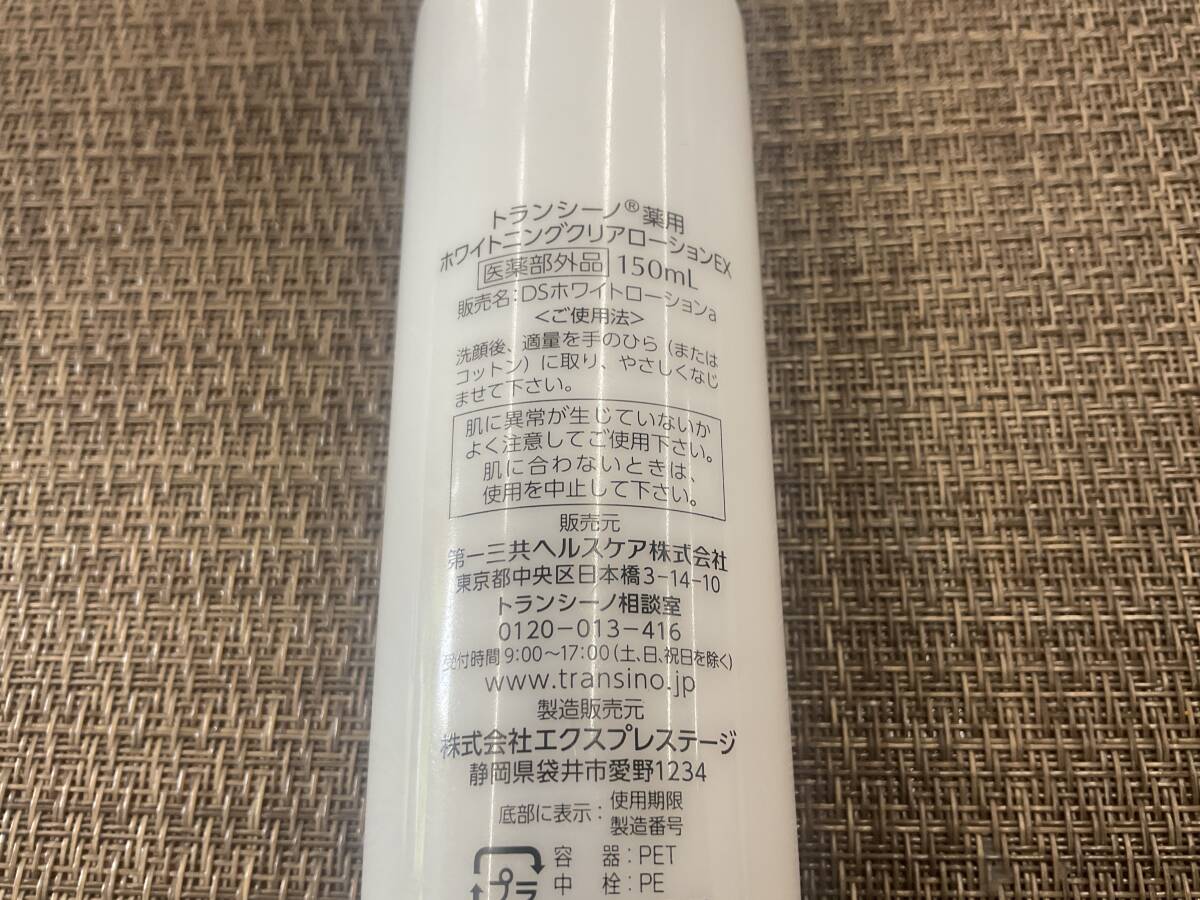 トランシーノ®薬用
ホワイトニングクリアローションEX
医薬部外品 150mL
販売名:DSホワイトローションa
<ご使用法>
洗顔後、適量を手のひら(または
コットン)に取り、やさしくなじ
ませて下さい。
肌に異常が生じていないか
よく注意してご使用下さい。
肌に合わないときは、
使用を中止して下さい。
販売元
第一三共ヘルスケア株式会社
東京都中央区日本橋3-14-10
トランシーノ相談室
0120-013-416
受付時間 9:00~17:00(土、日、祝日を除く)
www.transino.jp
製造販売元
株式会社エクスプレステージ
静岡県袋井市愛野1234
底部に表示:使用期限
製造番号
容 器:PET
プラ 中 栓:PE